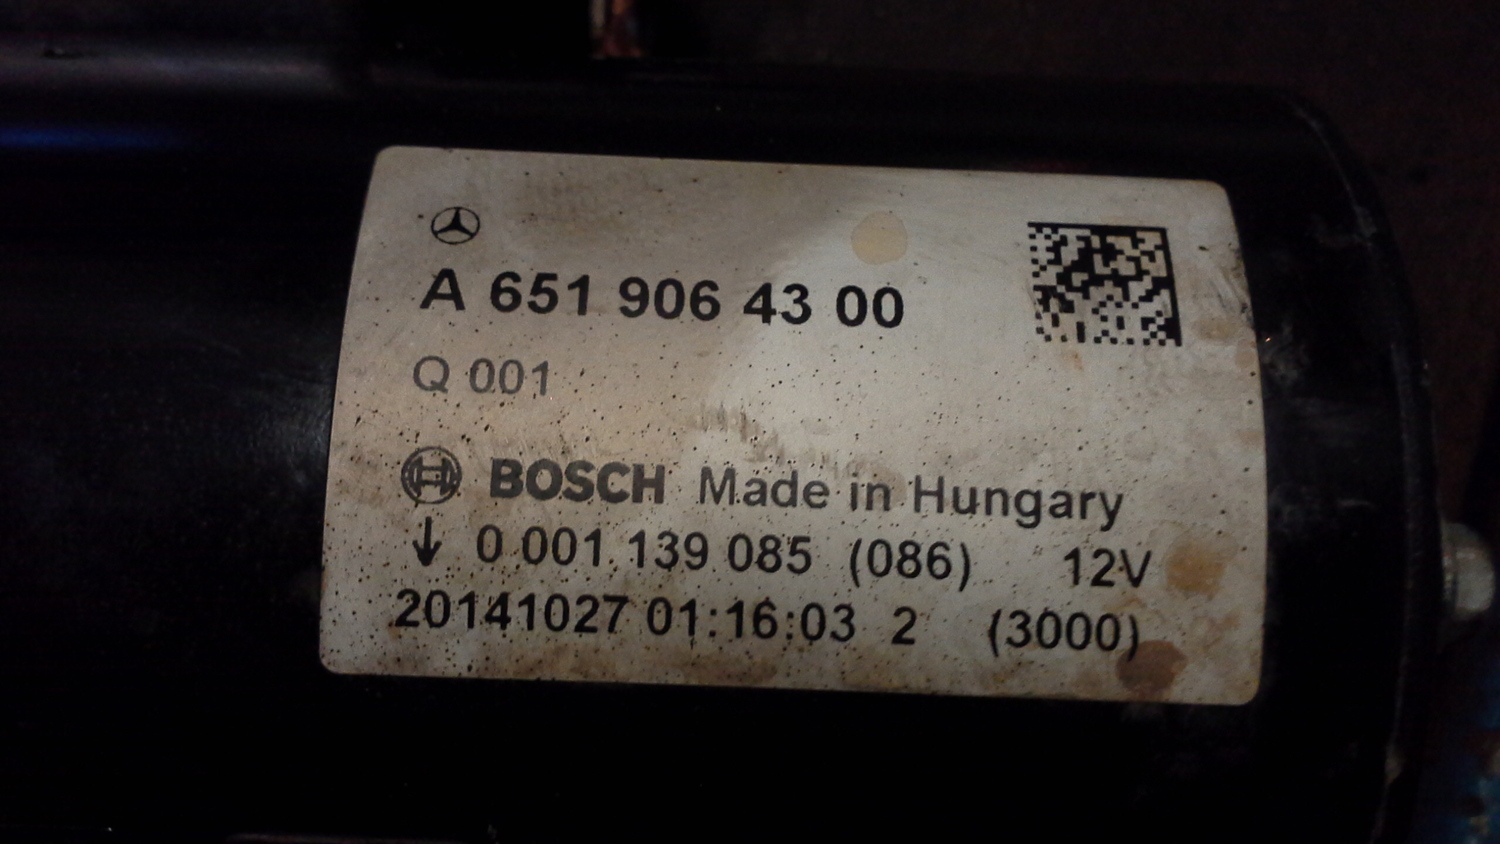 A 651 906 43 00
Q 001
BOSCH Made in Hungary
↓ 0 001 139 085 (086) 12V
20141027 01:16:03 2 (3000)